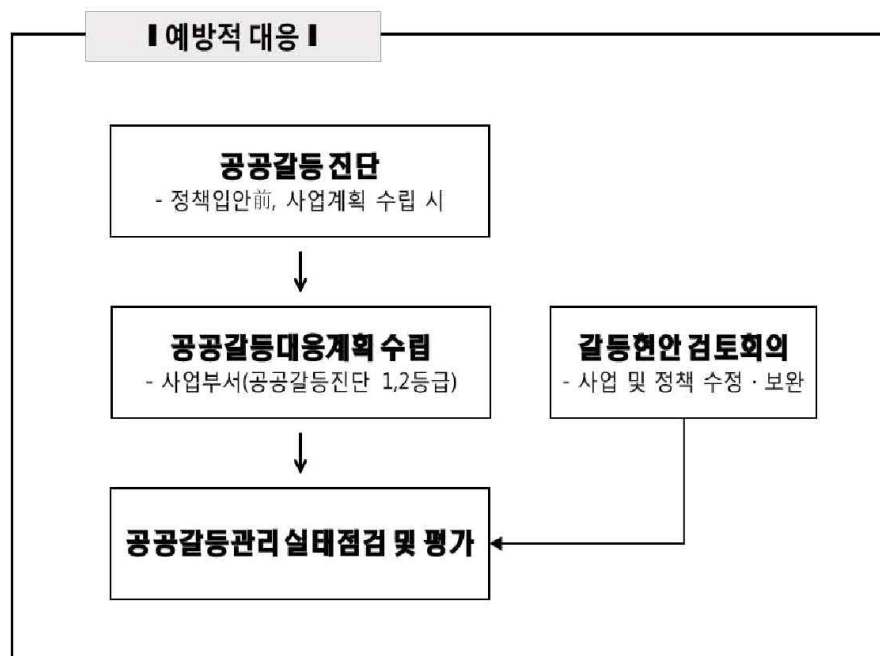 ▌예방적 대응▐
공공갈등 진단
- 정책입안前, 사업계획 수립 시
공공갈등대응계획 수립
- 사업부서(공공갈등진단 1,2등급)
갈등현안 검토회의
- 사업 및 정책 수정 · 보완
공공갈등관리 실태점검 및 평가